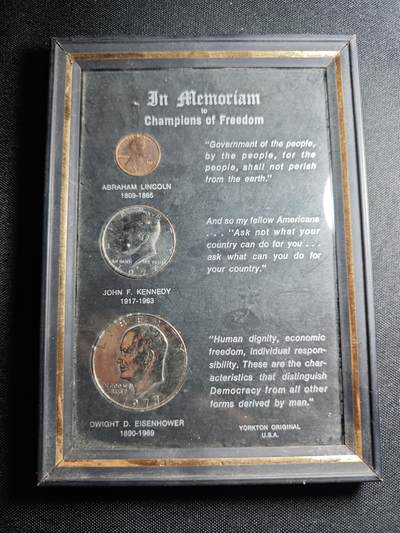 In Memoriam
to
Champions of Freedom
"Government of the people,
by the people, for the
people, shall not perish
from the earth."
ABRAHAM LINCOLN
1809-1865
And so my fellow Americans
. . . "Ask not what your
country can do for you . . .
ask what can you do for
your country."
JOHN F. KENNEDY
1917-1963
"Human dignity, economic
freedom, individual respon-
sibility. These are the char-
acteristics that distinguish
Democracy from all other
forms derived by man."
1973
DWIGHT D. EISENHOWER
1890-1969
YORKTON ORIGINAL
U.S.A.